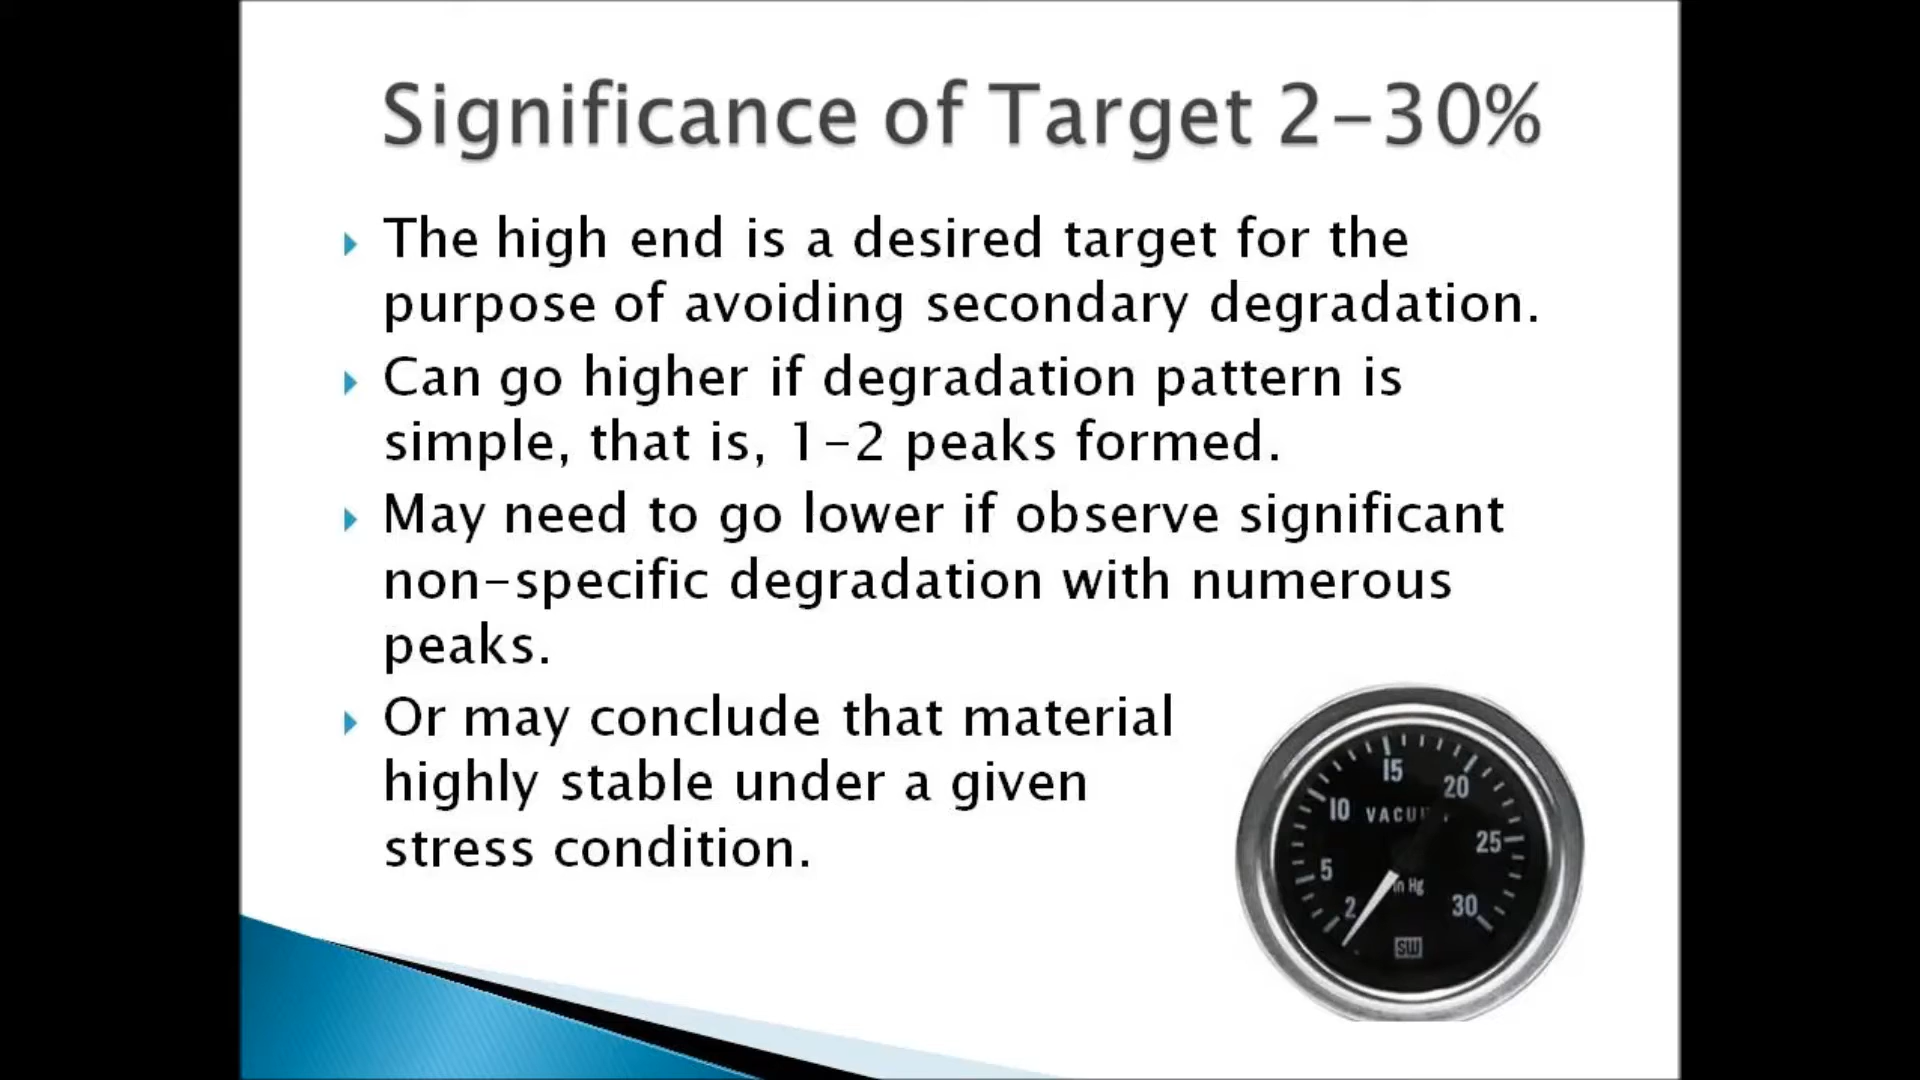 Significance of Target 2-30%
The high end is a desired target for the
purpose of avoiding secondary degradation.
Can go higher if degradation pattern is
simple, that is, 1-2 peaks formed.
May need to go lower if observe significant
non-specific degradation with numerous
peaks.
Or may conclude that material
highly stable under a given
stress condition.
15
20
10
25
5
in Hg
2
30
SW